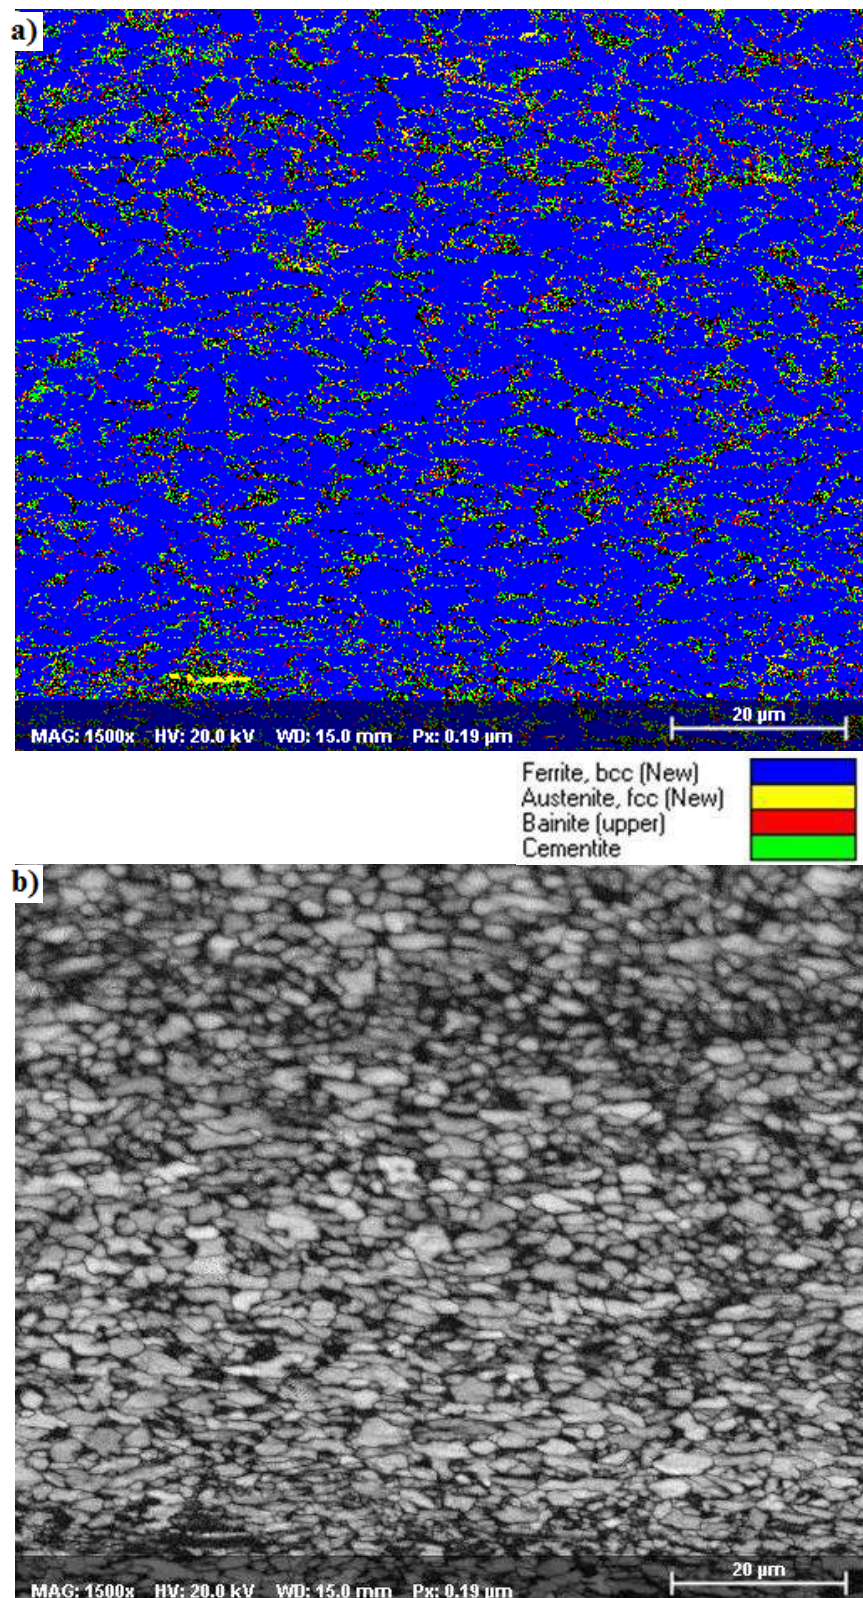 a)
20 µm
MAG: 1500x HV: 20.0 kV WD: 15.0 mm Px: 0.19 µm
Ferrite, bcc (New)
Austenite, fcc (New)
Bainite (upper)
Cementite
b)
20 µm
MAG: 1500x HV: 20.0 kV WD: 15.0 mm Px: 0.19 µm